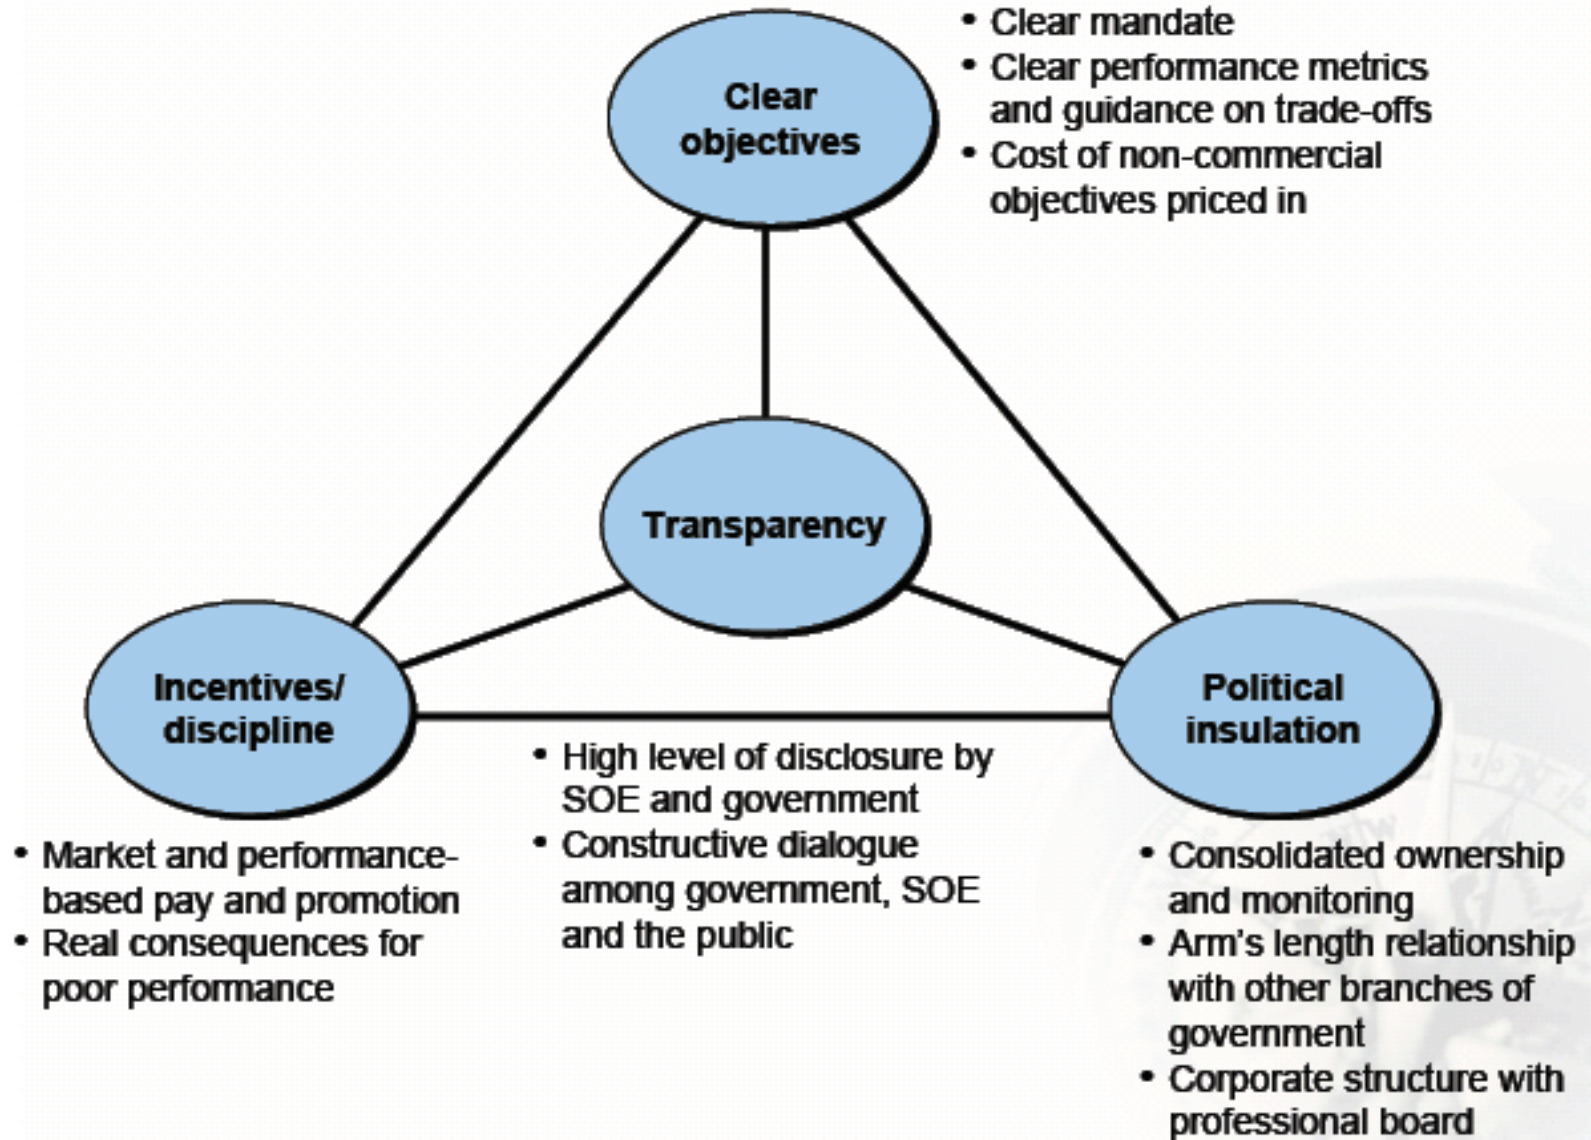 Clear
objectives
• Clear mandate
• Clear performance metrics
and guidance on trade-offs
• Cost of non-commercial
objectives priced in
Transparency
Incentives/
discipline
• Market and performance-
based pay and promotion
• Real consequences for
poor performance
• High level of disclosure by
SOE and government
• Constructive dialogue
among government, SOE
and the public
Political
insulation
• Consolidated ownership
and monitoring
• Arm's length relationship
with other branches of
government
• Corporate structure with
professional board